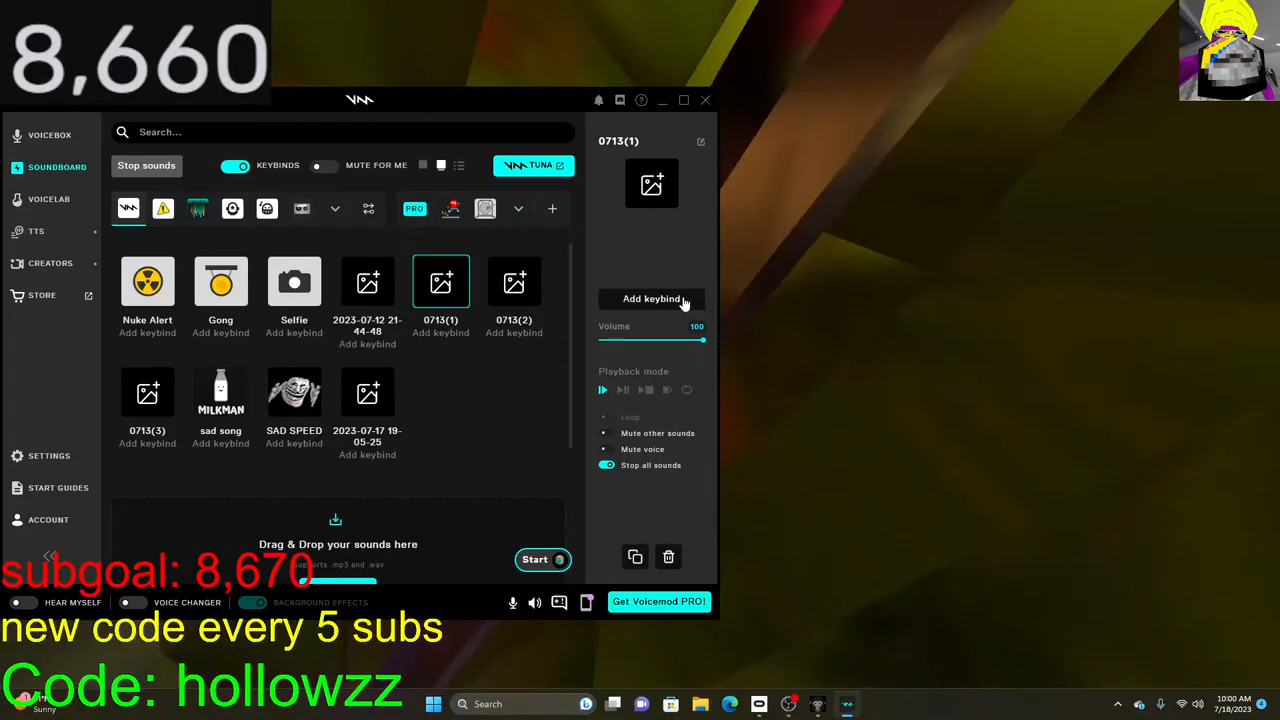 8,660
VOICEBOX
SOUNDBOARD
VOICELAB
TTS
CREATORS
STORE
SETTINGS
START GUIDES
ACCOUNT
Search...
Stop sounds
KEYBINDS
MUTE FOR ME
TUNA
PRO
Nuke Alert
Add keybind
Gong
Add keybind
Selfie
Add keybind
2023-07-12 21-
44-48
Add keybind
0713(1)
Add keybind
0713(2)
Add keybind
0713(3)
Add keybind
MILKMAN
sad song
Add keybind
SAD SPEED
Add keybind
2023-07-17 19-
05-25
Add keybind
Drag & Drop your sounds here
Supports .mp3 and .wav
Start
0713(1)
Add keybind
Volume 100
Playback mode
Loop
Mute other sounds
Mute voice
Stop all sounds
HEAR MYSELF
VOICE CHANGER
BACKGROUND EFFECTS
Get Voicemod PRO!
subgoal: 8,670
new code every 5 subs
Code: hollowzz
Sunny
Search
10:00 AM
7/18/2023